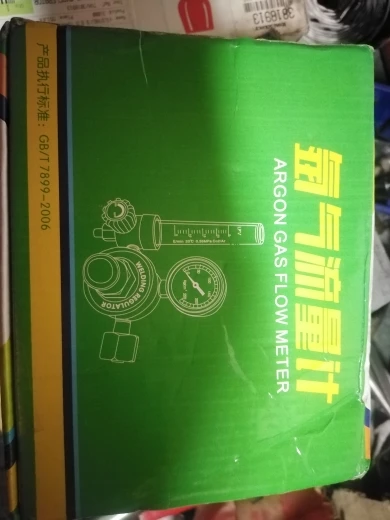 氩气流量计
ARGON GAS FLOW METER
WELDING REGULATOR
产品执行标准：GB/T 7899-2006
3018013